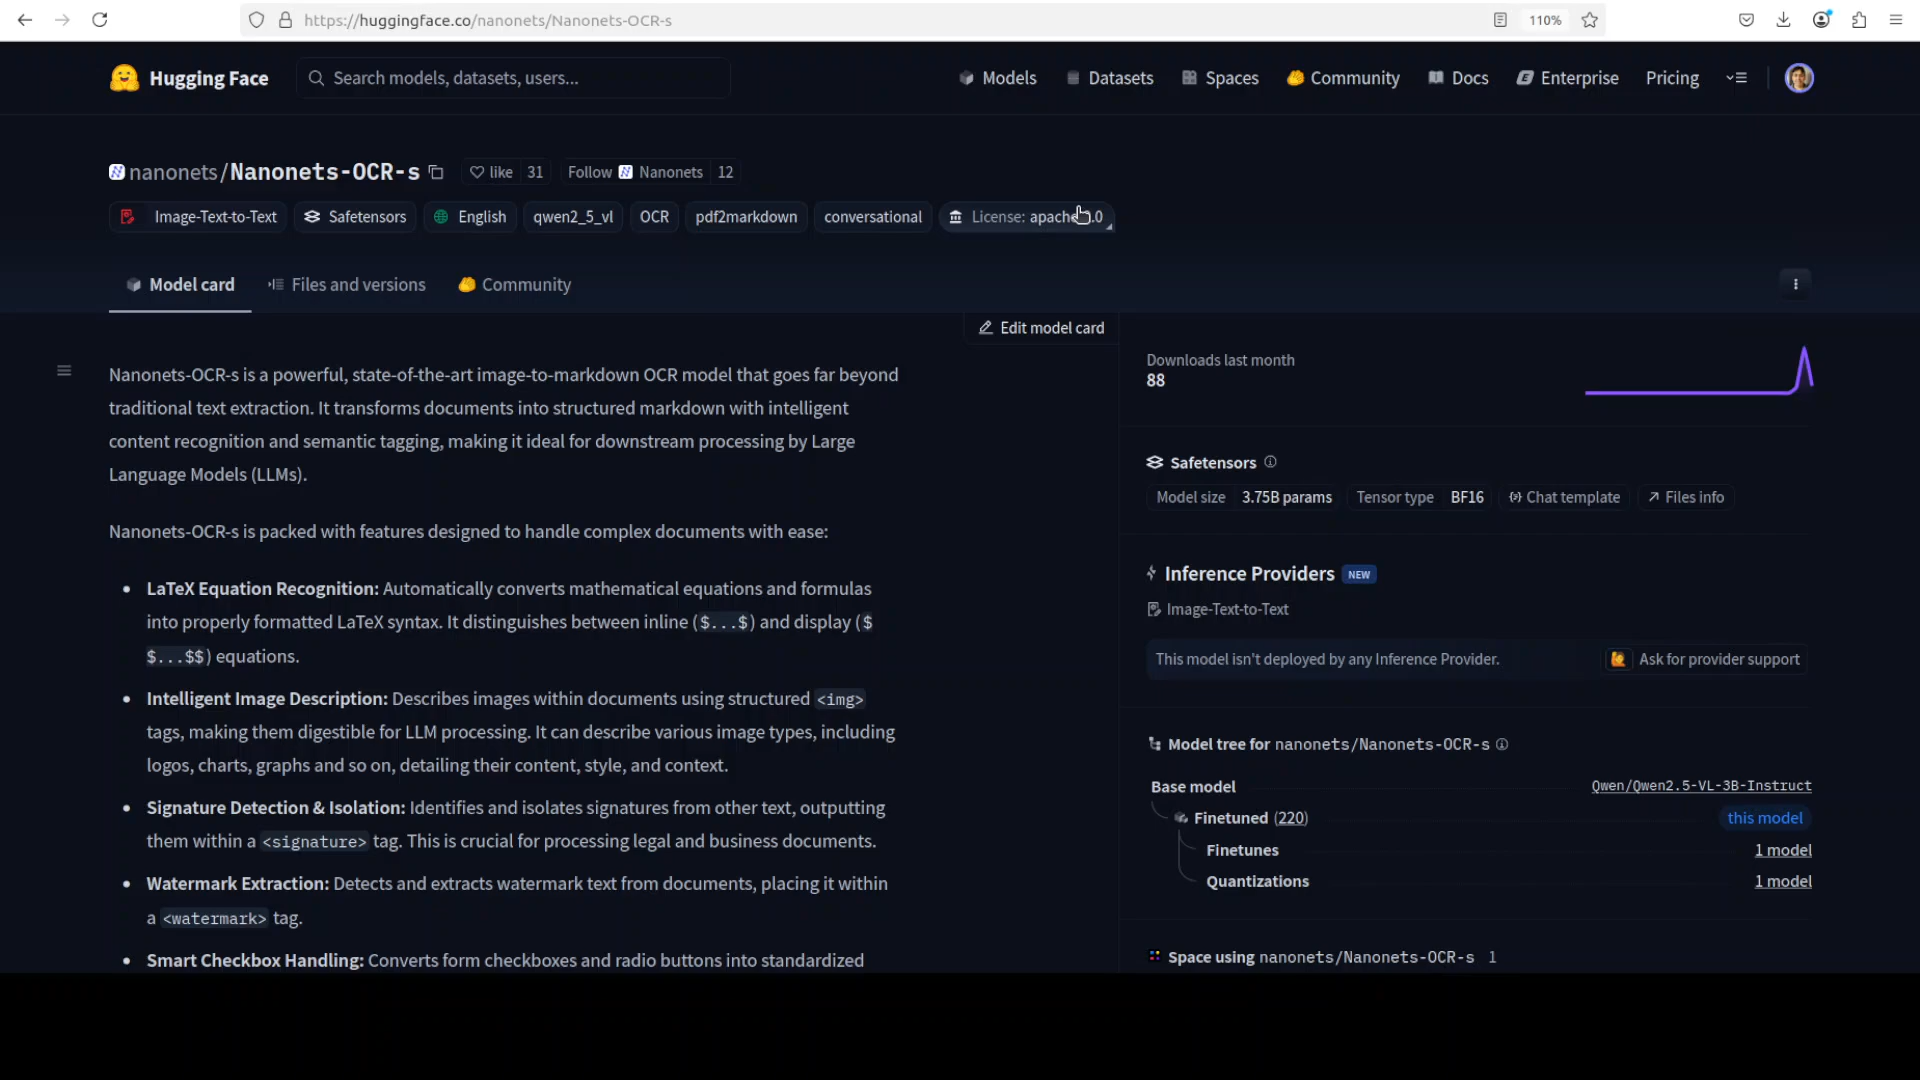 https://huggingface.co/nanonets/Nanonets-OCR-s
110%
Hugging Face
Search models, datasets, users...
Models
Datasets
Spaces
Community
Docs
Enterprise
Pricing
nanonets/Nanonets-OCR-s
like 31
Follow Nanonets 12
Image-Text-to-Text
Safetensors
English
qwen2_5_vl
OCR
pdf2markdown
conversational
License:
Model card
Files and versions
Community
Edit model card
Nanonets-OCR-s is a powerful, state-of-the-art image-to-markdown OCR model that goes far beyond
traditional text extraction. It transforms documents into structured markdown with intelligent
content recognition and semantic tagging, making it ideal for downstream processing by Large
Language Models (LLMs).
Nanonets-OCR-s is packed with features designed to handle complex documents with ease:
• LaTeX Equation Recognition: Automatically converts mathematical equations and formulas
into properly formatted LaTeX syntax. It distinguishes between inline ($...$) and display ($
$...$$) equations.
• Intelligent Image Description: Describes images within documents using structured <img>
tags, making them digestible for LLM processing. It can describe various image types, including
logos, charts, graphs and so on, detailing their content, style, and context.
• Signature Detection & Isolation: Identifies and isolates signatures from other text, outputting
them within a <signature> tag. This is crucial for processing legal and business documents.
• Watermark Extraction: Detects and extracts watermark text from documents, placing it within
a <watermark> tag.
• Smart Checkbox Handling: Converts form checkboxes and radio buttons into standardized
Downloads last month
88
Safetensors
Model size 3.75B params
Tensor type BF16
Chat template
Files info
Inference Providers NEW
Image-Text-to-Text
This model isn't deployed by any Inference Provider.
Ask for provider support
Model tree for nanonets/Nanonets-OCR-s
Base model Qwen/Qwen2.5-VL-3B-Instruct
Finetuned (220) this model
Finetunes 1 model
Quantizations 1 model
Space using nanonets/Nanonets-OCR-s 1